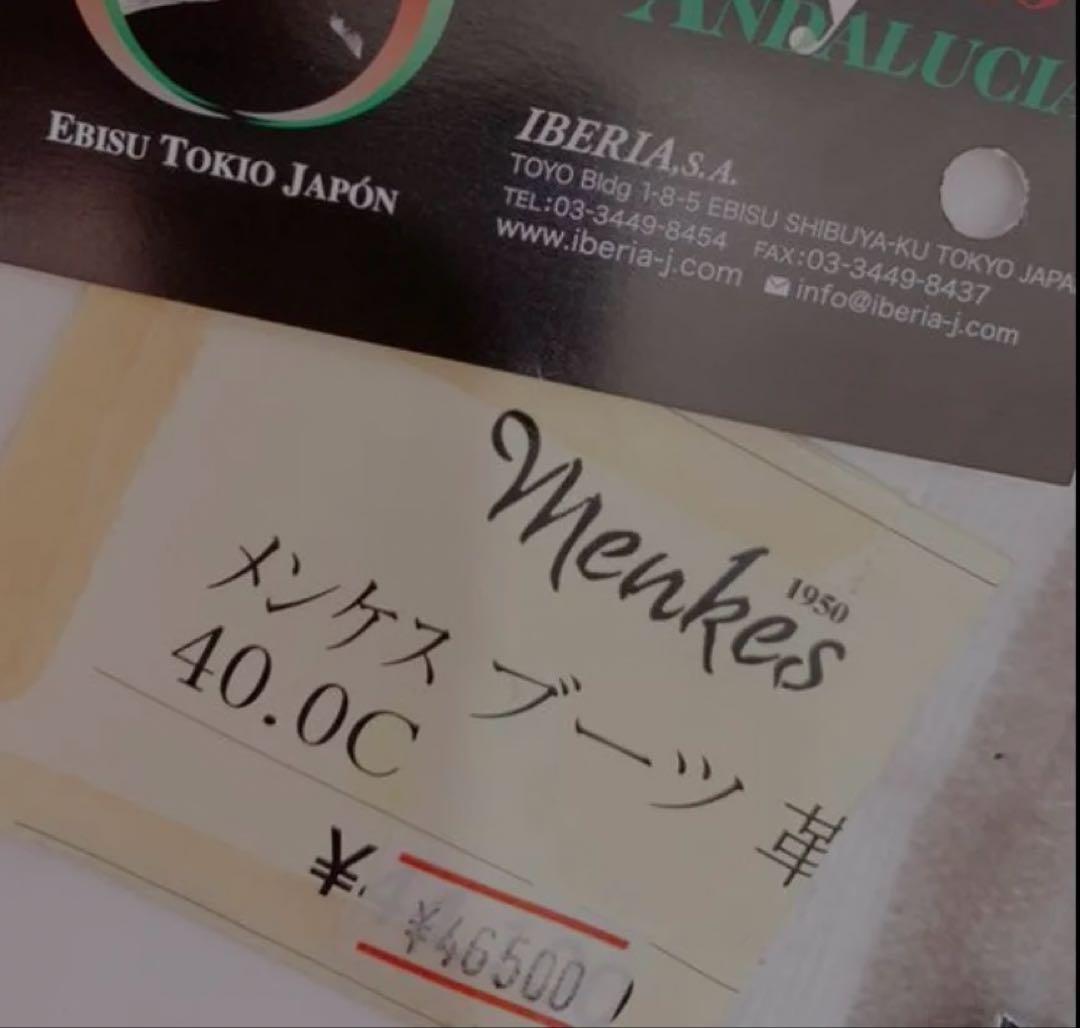 ANDALUCIA
EBISU TOKIO JAPÓN
IBERIA,S.A.
TOYO Bldg 1-8-5 EBISU SHIBUYA-KU TOKYO JAPA
TEL:03-3449-8454 FAX:03-3449-8437
www.iberia-j.com info@iberia-j.com
Menkes
1950
メンケス ブーツ 革
40.0C
¥
¥46500